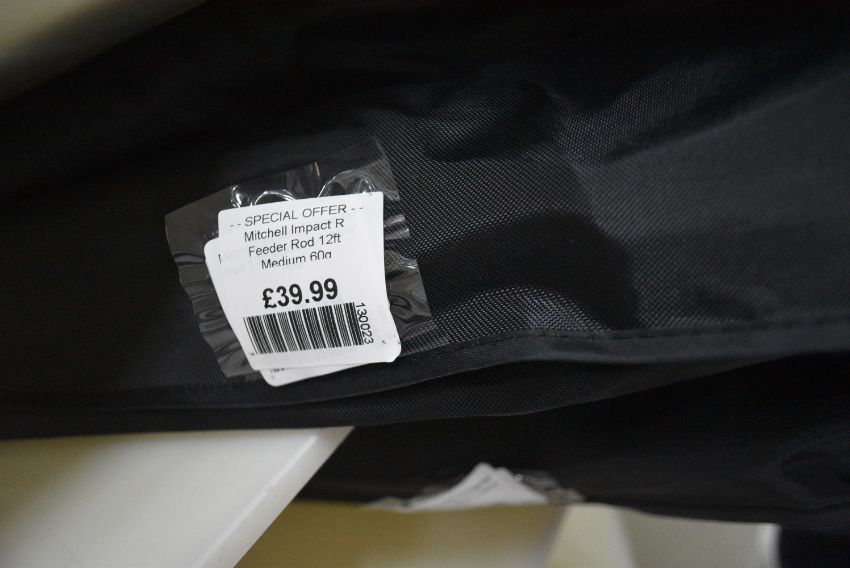 - - SPECIAL OFFER - -
Mitchell Impact R
Feeder Rod 12ft
Medium 60g
£39.99
130023